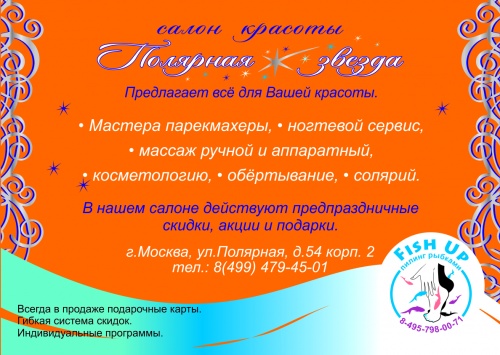 салон красоты
Полярная звезда
Предлагает всё для Вашей красоты.
• Мастера парекмахеры, • ногтевой сервис,
• массаж ручной и аппаратный,
• косметологию, • обёртывание, • солярий.
В нашем салоне действуют предпраздничные
скидки, акции и подарки.
г.Москва, ул.Полярная, д.54 корп. 2
тел.: 8(499) 479-45-01
Fish Up
пилинг рыбками
8-495-798-00-71
Всегда в продаже подарочные карты.
Гибкая система скидок.
Индивидуальные программы.